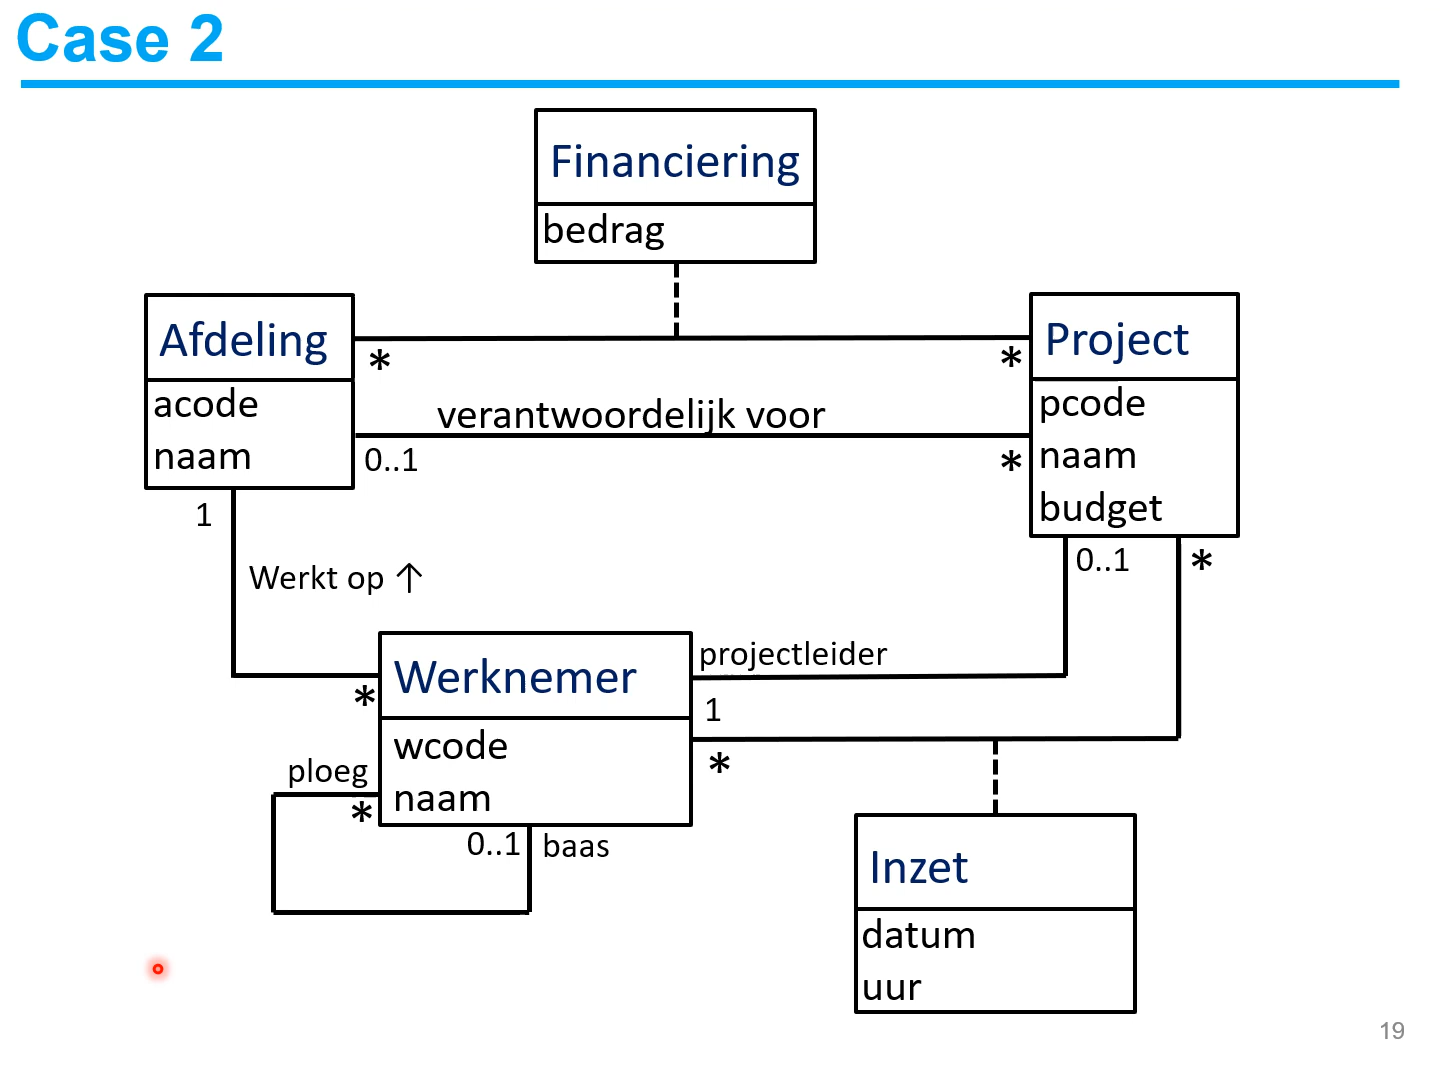 Case 2
Financiering
bedrag
Afdeling
acode
naam
*
*
Project
pcode
naam
budget
verantwoordelijk voor
0..1
*
1
Werkt op ↑
0..1
*
Werknemer
wcode
naam
*
projectleider
1
*
ploeg
*
0..1
baas
Inzet
datum
uur
19